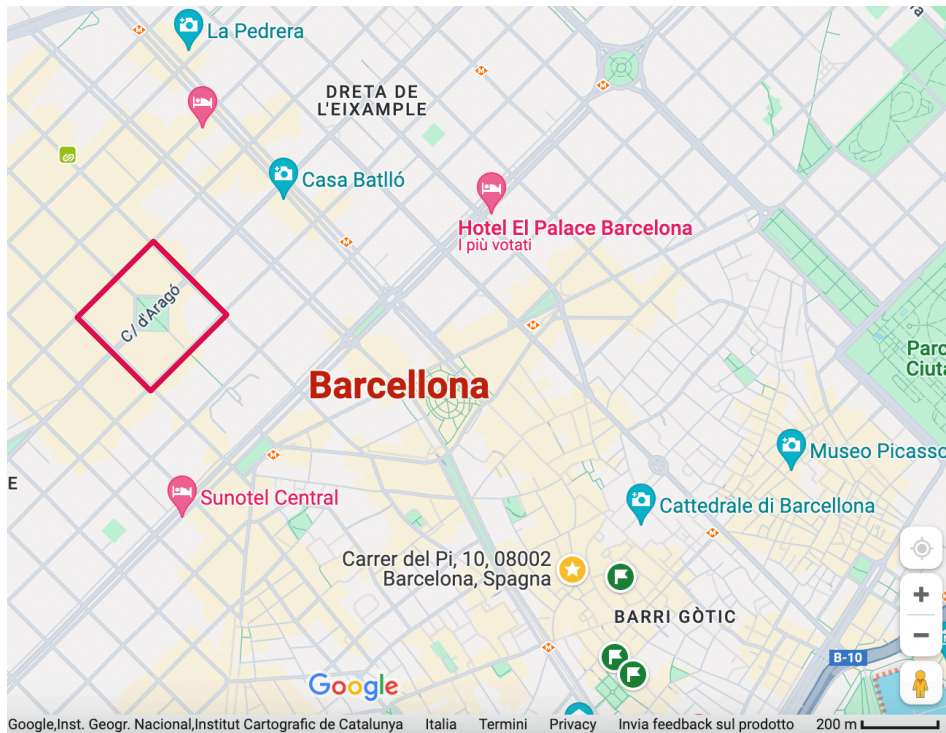 La Pedrera
DRETA DE
L'EIXAMPLE
Casa Batlló
Hotel El Palace Barcelona
I più votati
C/ d'Aragó
Parc
Ciuta
Barcellona
Museo Picasso
E
Sunotel Central
Cattedrale di Barcellona
Carrer del Pi, 10, 08002
Barcelona, Spagna
BARRI GÒTIC
B-10
Google
Google,Inst. Geogr. Nacional,Institut Cartografic de Catalunya Italia Termini Privacy Invia feedback sul prodotto 200 m